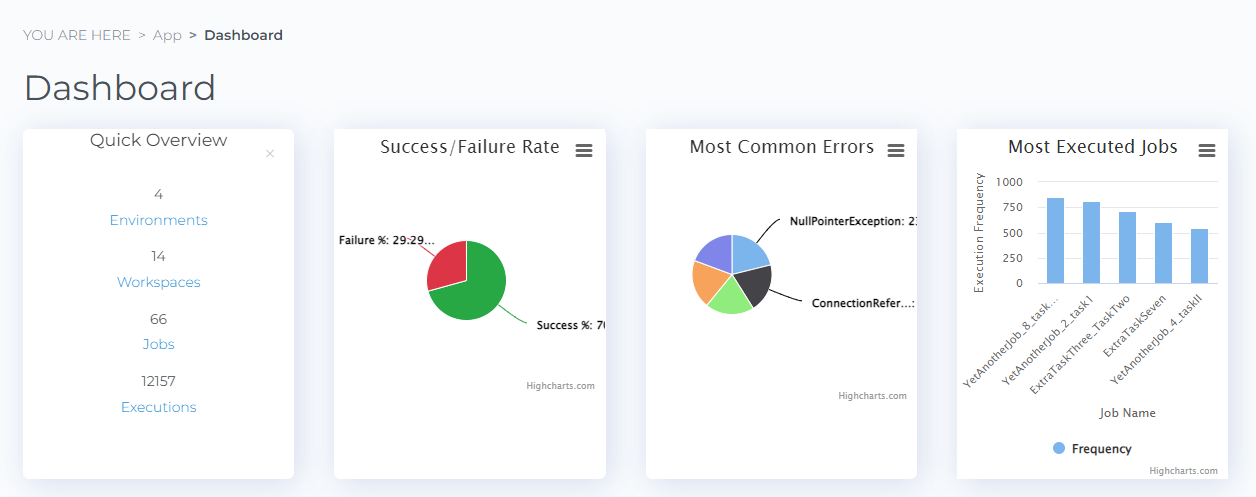 YOU ARE HERE > App > Dashboard
Dashboard
Quick Overview
×
4
Environments
14
Workspaces
66
Jobs
12157
Executions
Success/Failure Rate
Failure %: 29.29...
Success %: 70
Highcharts.com
Most Common Errors
NullPointerException: 23
ConnectionRefer...:
Highcharts.com
Most Executed Jobs
Execution Frequency
1000
750
500
250
0
YetAnotherJob_8_task...
YetAnotherJob_2_task1
ExtraTaskThree_TaskTwo
ExtraTaskSeven
YetAnotherJob_4_taskII
Job Name
Frequency
Highcharts.com